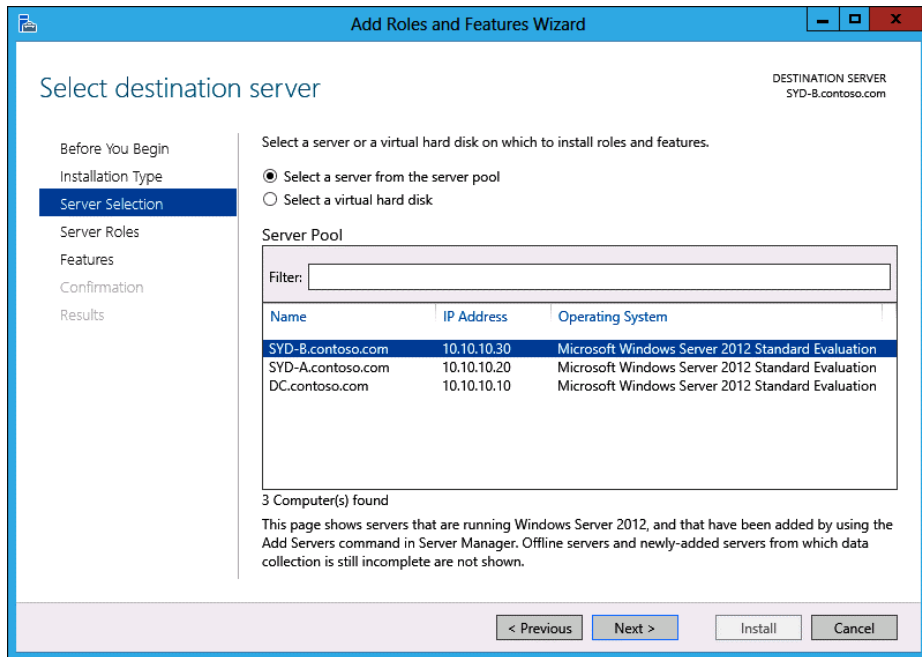 Add Roles and Features Wizard
Select destination server
DESTINATION SERVER
SYD-B.contoso.com
Before You Begin
Installation Type
Server Selection
Server Roles
Features
Confirmation
Results
Select a server or a virtual hard disk on which to install roles and features.
Select a server from the server pool
Select a virtual hard disk
Server Pool
Filter:
Name IP Address Operating System
SYD-B.contoso.com 10.10.10.30 Microsoft Windows Server 2012 Standard Evaluation
SYD-A.contoso.com 10.10.10.20 Microsoft Windows Server 2012 Standard Evaluation
DC.contoso.com 10.10.10.10 Microsoft Windows Server 2012 Standard Evaluation
3 Computer(s) found
This page shows servers that are running Windows Server 2012, and that have been added by using the
Add Servers command in Server Manager. Offline servers and newly-added servers from which data
collection is still incomplete are not shown.
< Previous Next > Install Cancel